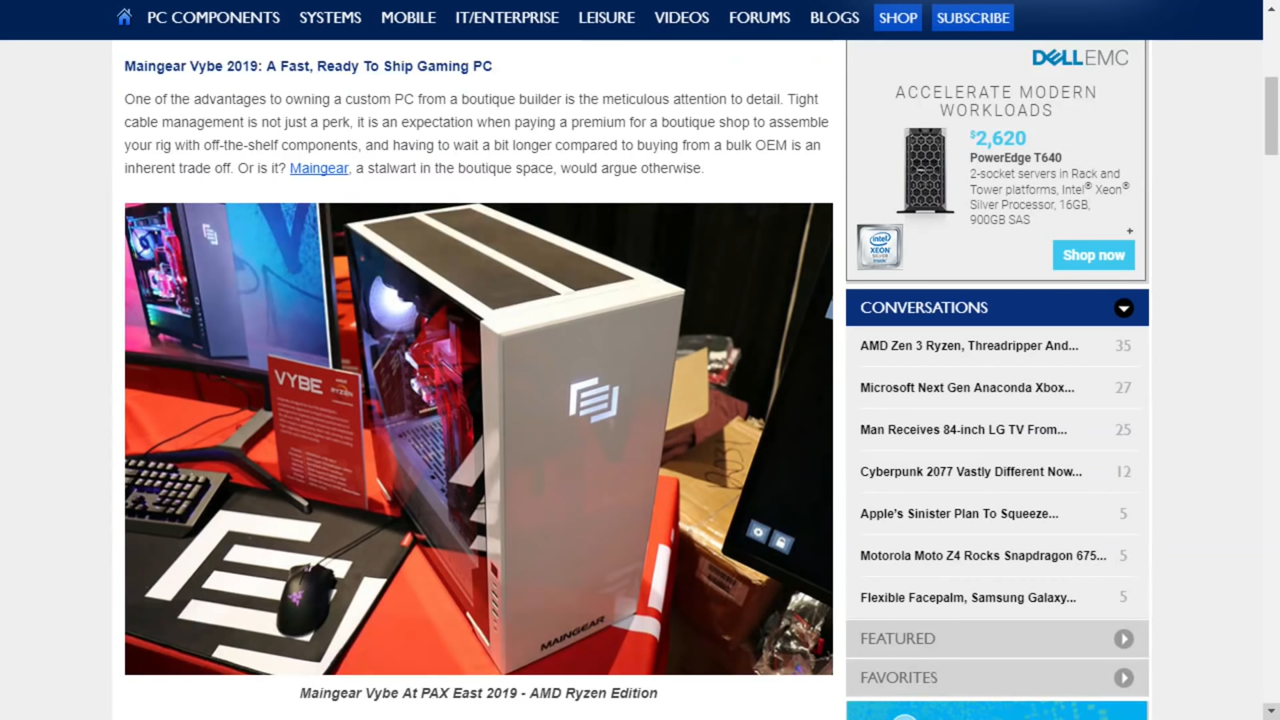 PC COMPONENTS SYSTEMS MOBILE IT/ENTERPRISE LEISURE VIDEOS FORUMS BLOGS SHOP SUBSCRIBE
Maingear Vybe 2019: A Fast, Ready To Ship Gaming PC
One of the advantages to owning a custom PC from a boutique builder is the meticulous attention to detail. Tight
cable management is not just a perk, it is an expectation when paying a premium for a boutique shop to assemble
your rig with off-the-shelf components, and having to wait a bit longer compared to buying from a bulk OEM is an
inherent trade off. Or is it? Maingear, a stalwart in the boutique space, would argue otherwise.
VYBE
AMD
RYZEN
MAINGEAR
Maingear Vybe At PAX East 2019 - AMD Ryzen Edition
DELLEMC
ACCELERATE MODERN
WORKLOADS
$2,620
PowerEdge T640
2-socket servers in Rack and
Tower platforms, Intel® Xeon®
Silver Processor, 16GB,
900GB SAS
intel
XEON
SILVER
inside
Shop now
CONVERSATIONS
AMD Zen 3 Ryzen, Threadripper And... 35
Microsoft Next Gen Anaconda Xbox... 27
Man Receives 84-inch LG TV From... 25
Cyberpunk 2077 Vastly Different Now... 12
Apple's Sinister Plan To Squeeze... 5
Motorola Moto Z4 Rocks Snapdragon 675... 5
Flexible Facepalm, Samsung Galaxy... 5
FEATURED
FAVORITES